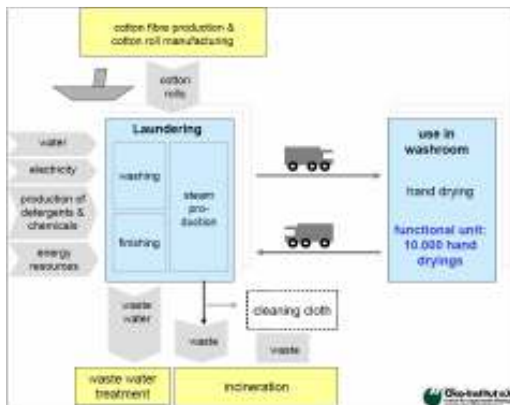 cotton fibre production &
cotton roll manufacturing
cotton
rolls
Laundering
water
electricity
production of
detergents &
chemicals
energy
resources
washing
finishing
steam
pro-
duction
use in
washroom
hand drying
functional unit:
10.000 hand
dryings
waste
water
waste
cleaning cloth
waste
waste water
treatment
incineration
Öko-Institut e.V.